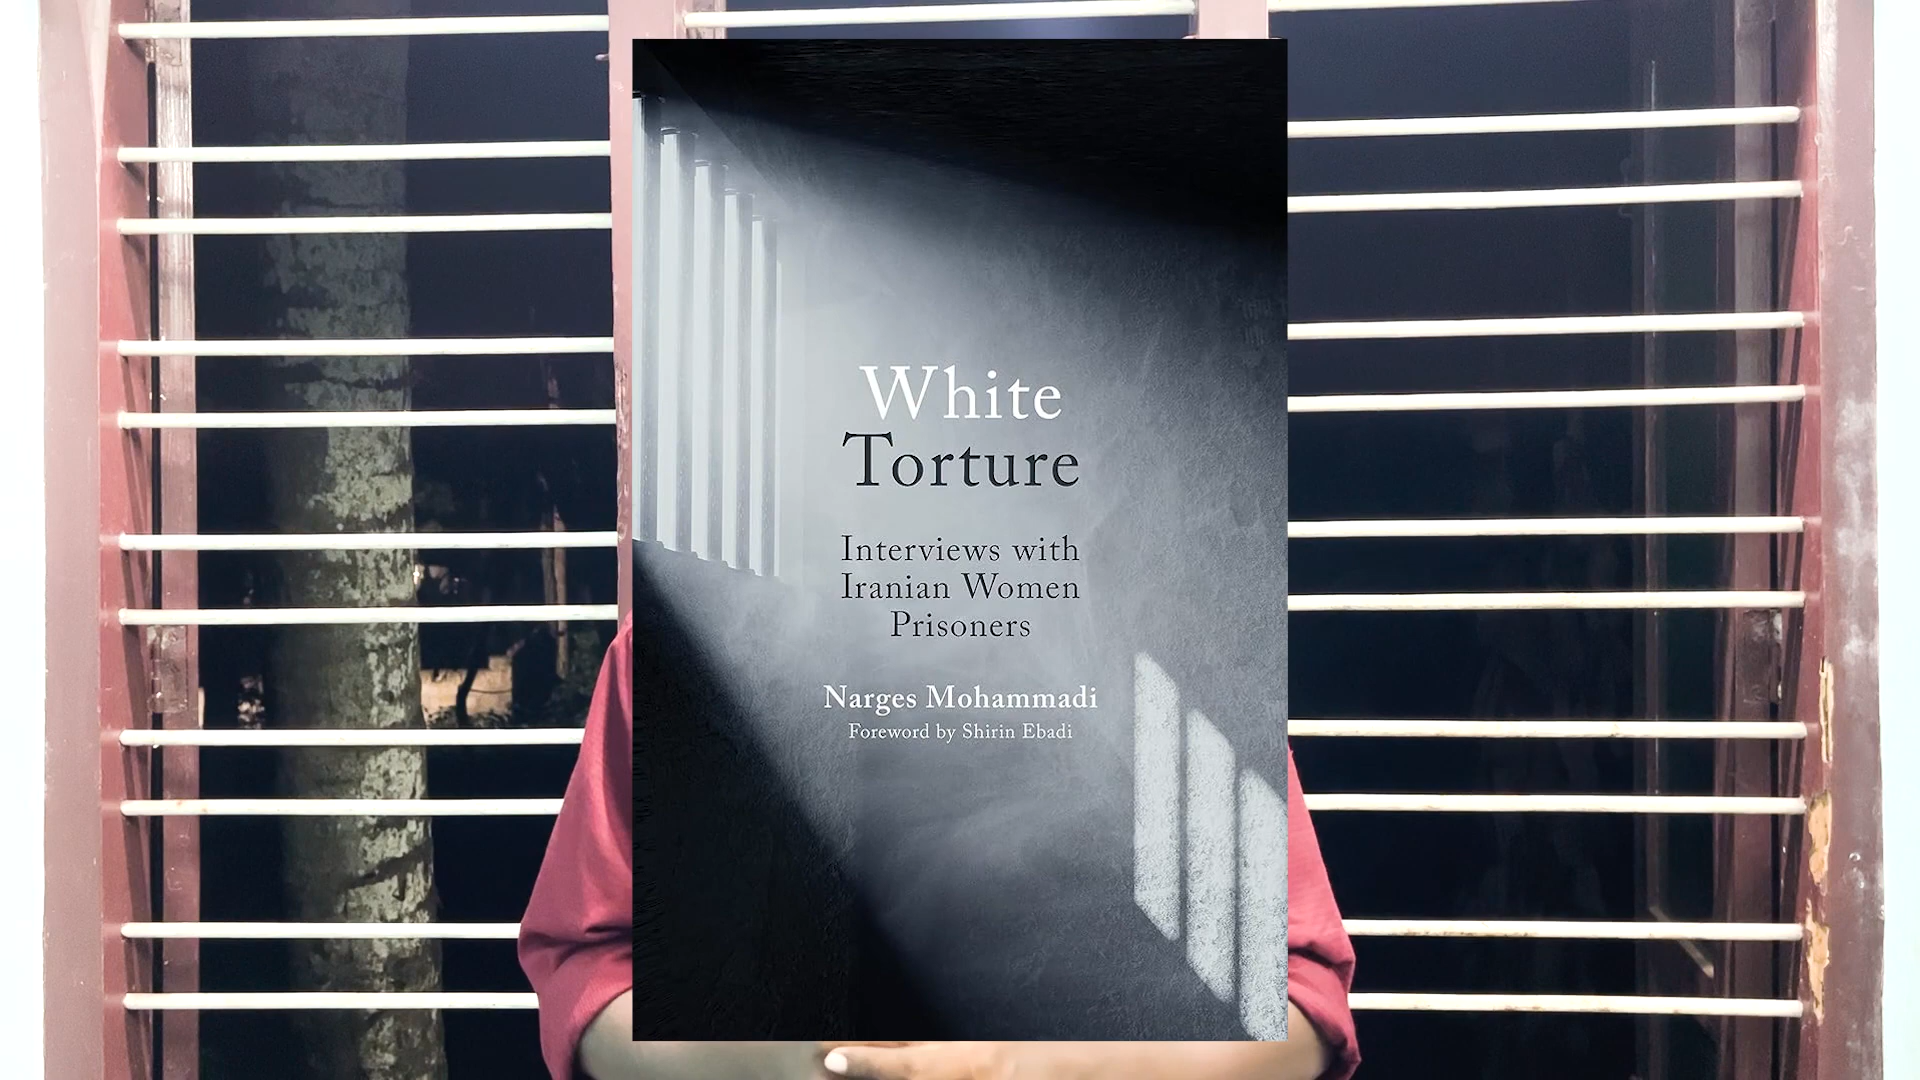 White
Torture
Interviews with
Iranian Women
Prisoners
Narges Mohammadi
Foreword by Shirin Ebadi